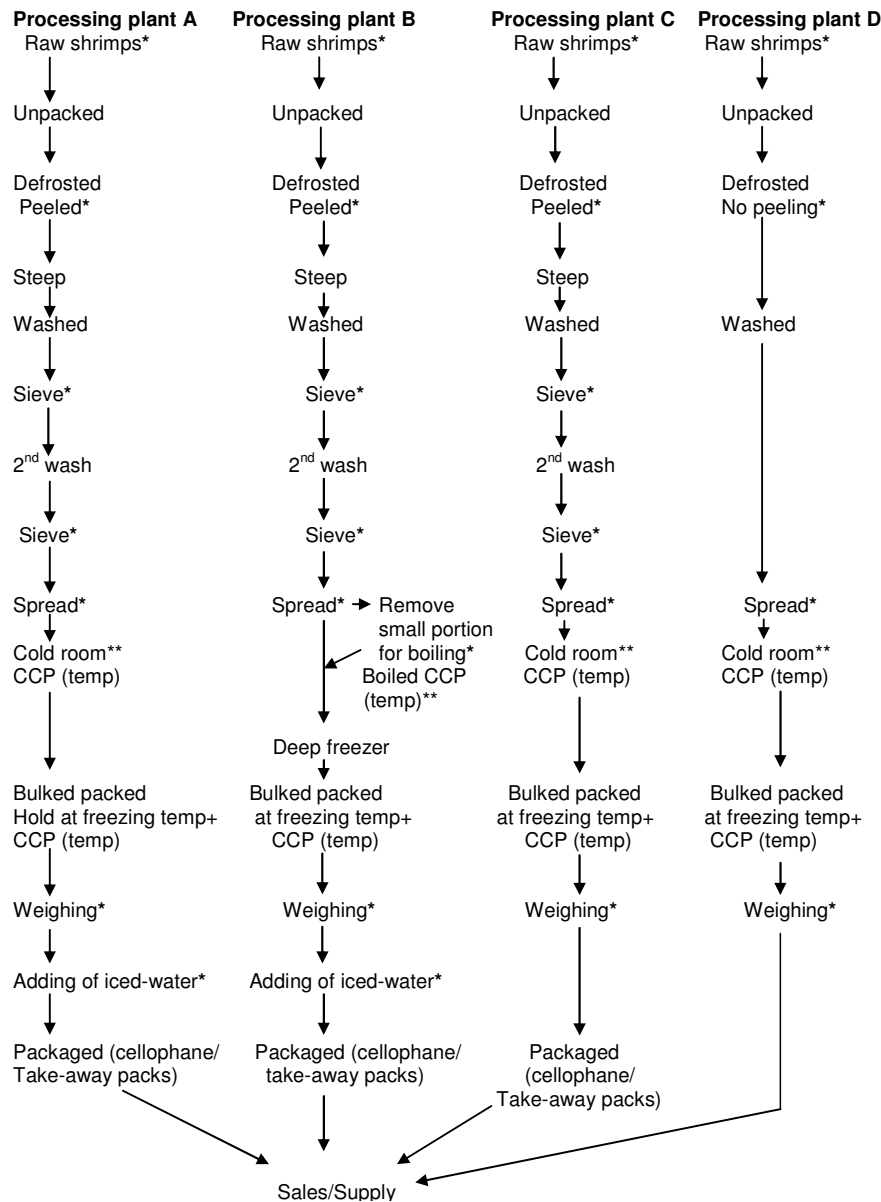 Processing plant A
Raw shrimps*
Unpacked
Defrosted
Peeled*
Steep
Washed
Sieve*
2nd wash
Sieve*
Spread*
Cold room**
CCP (temp)
Bulked packed
Hold at freezing temp+
CCP (temp)
Weighing*
Adding of iced-water*
Packaged (cellophane/
Take-away packs)
Processing plant B
Raw shrimps*
Unpacked
Defrosted
Peeled*
Steep
Washed
Sieve*
2nd wash
Sieve*
Spread*
Remove
small portion
for boiling*
Boiled CCP
(temp)**
Deep freezer
Bulked packed
at freezing temp+
CCP (temp)
Weighing*
Adding of iced-water*
Packaged (cellophane/
take-away packs)
Processing plant C
Raw shrimps*
Unpacked
Defrosted
Peeled*
Steep
Washed
Sieve*
2nd wash
Sieve*
Spread*
Cold room**
CCP (temp)
Bulked packed
at freezing temp+
CCP (temp)
Weighing*
Packaged
(cellophane/
Take-away packs)
Processing plant D
Raw shrimps*
Unpacked
Defrosted
No peeling*
Washed
Spread*
Cold room**
CCP (temp)
Bulked packed
at freezing temp+
CCP (temp)
Weighing*
Sales/Supply